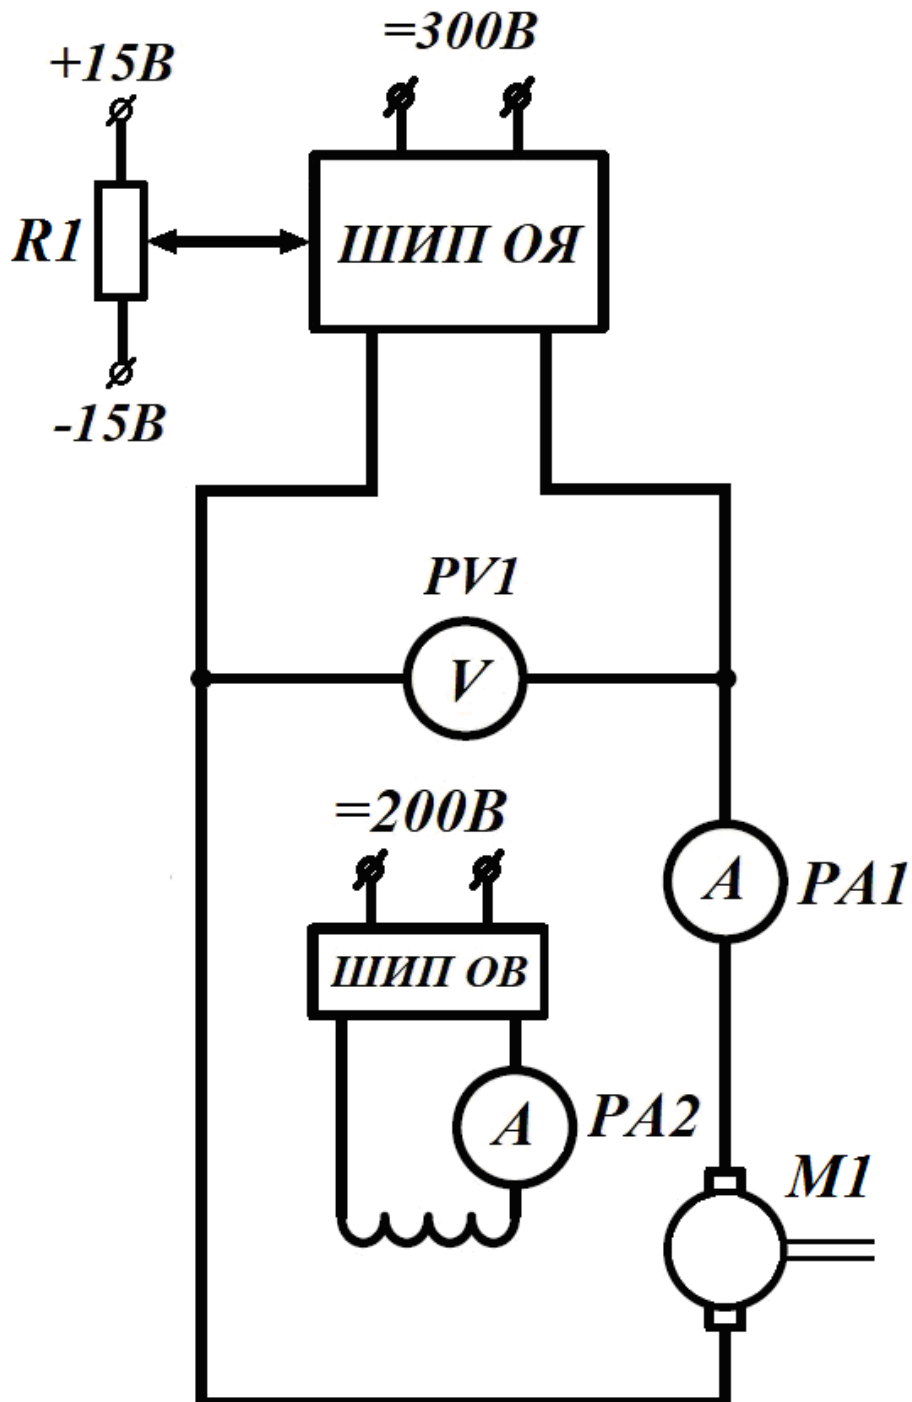 =300В
+15В
R1
ШИП ОЯ
-15В
PV1
V
=200В
A
PA1
ШИП ОВ
A
PA2
M1